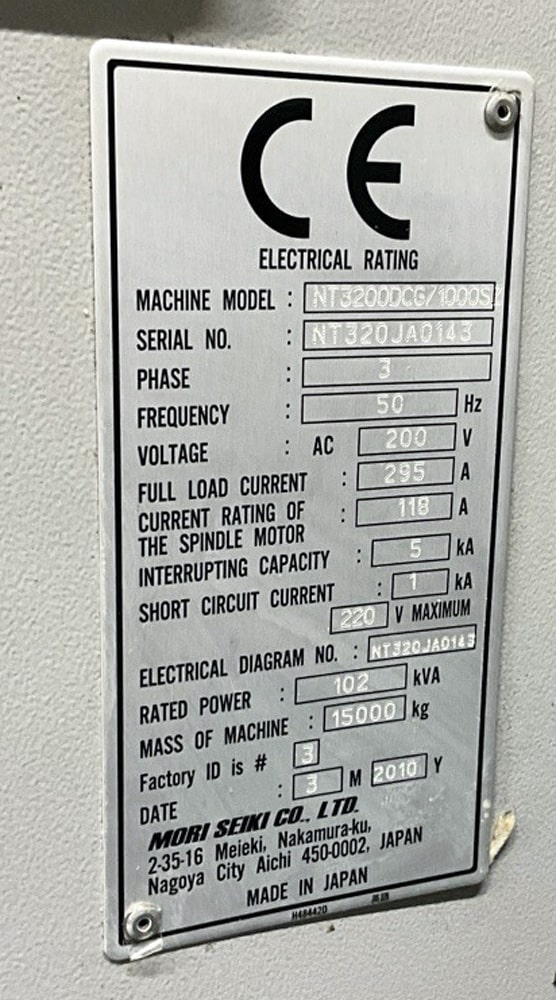 CE
ELECTRICAL RATING
MACHINE MODEL : NT3200DCG/1000SZ
SERIAL NO. : NT320JA0143
PHASE : 3
FREQUENCY : 50 Hz
VOLTAGE : AC 200 V
FULL LOAD CURRENT : 295 A
CURRENT RATING OF
THE SPINDLE MOTOR : 118 A
INTERRUPTING CAPACITY : 5 kA
SHORT CIRCUIT CURRENT : 1 kA
220 V MAXIMUM
ELECTRICAL DIAGRAM NO. : NT320JA0143
RATED POWER : 102 kVA
MASS OF MACHINE : 15000 kg
Factory ID is # 3
DATE : 3 M 2010 Y
MORI SEIKI CO., LTD.
2-35-16 Meieki, Nakamura-ku,
Nagoya City Aichi 450-0002, JAPAN
MADE IN JAPAN